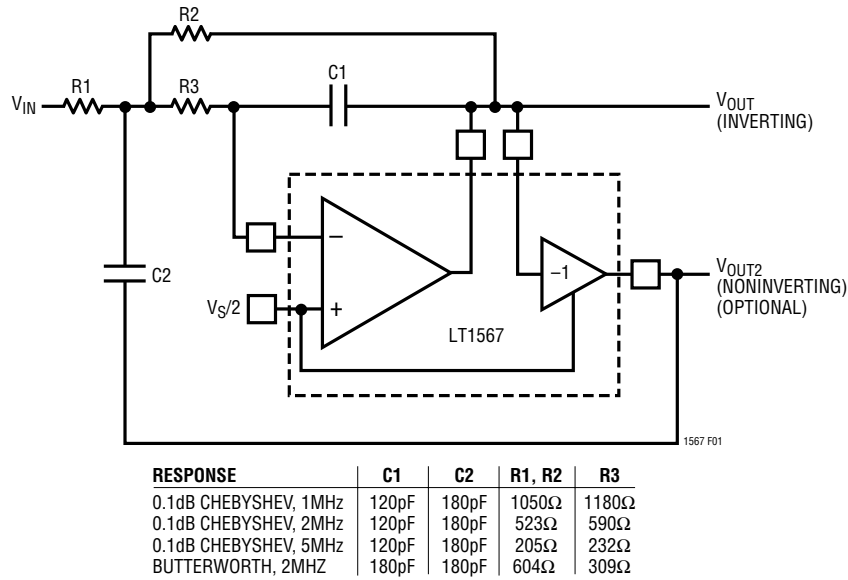 R2
R1
R3
C1
VIN
VOUT
(INVERTING)
–
+
–1
C2
VS/2
LT1567
VOUT2
(NONINVERTING)
(OPTIONAL)
1567 F01
RESPONSE C1 C2 R1, R2 R3
0.1dB CHEBYSHEV, 1MHz 120pF 180pF 1050Ω 1180Ω
0.1dB CHEBYSHEV, 2MHz 120pF 180pF 523Ω 590Ω
0.1dB CHEBYSHEV, 5MHz 120pF 180pF 205Ω 232Ω
BUTTERWORTH, 2MHZ 180pF 180pF 604Ω 309Ω